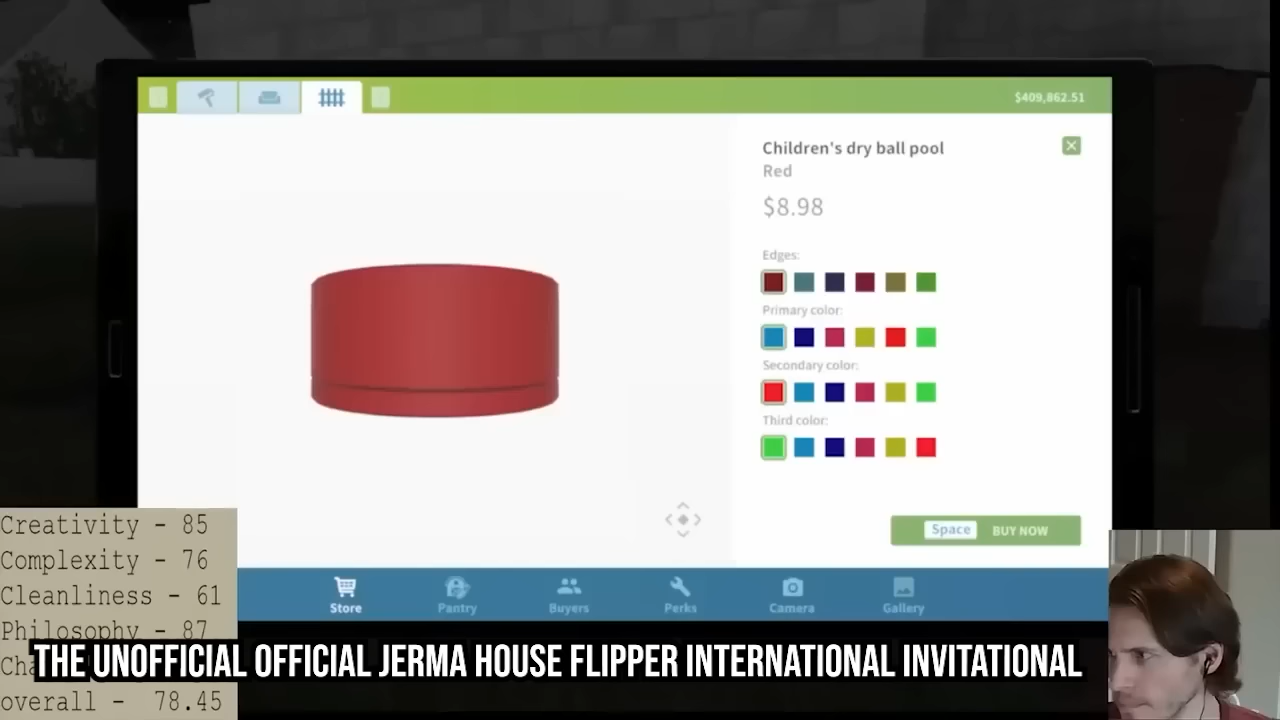 $409,862.51
Children's dry ball pool
Red
$8.98
Edges:
Primary color:
Secondary color:
Third color:
Space BUY NOW
Store Pantry Buyers Perks Camera Gallery
Creativity - 85
Complexity - 76
Cleanliness - 61
Philosophy - 87
THE UNOFFICIAL OFFICIAL JERMA HOUSE FLIPPER INTERNATIONAL INVITATIONAL
overall - 78.45